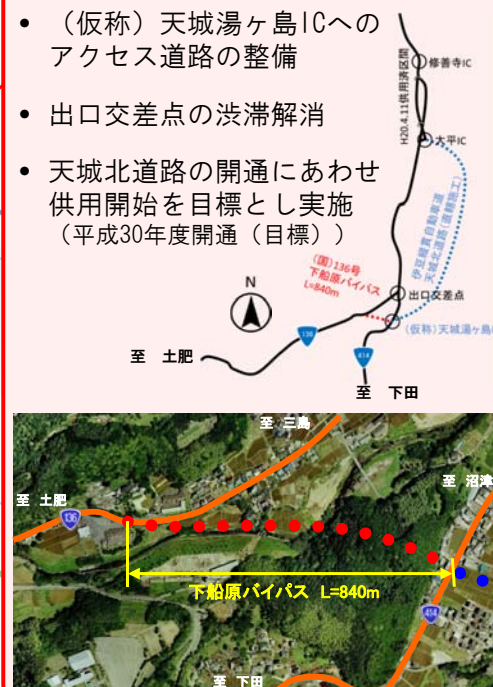 • （仮称）天城湯ヶ島ICへの
アクセス道路の整備
• 出口交差点の渋滞解消
• 天城北道路の開通にあわせ
供用開始を目標とし実施
（平成30年度開通（目標））
修善寺IC
H20.4.11供用済区間
大平IC
伊豆縦貫自動車道
天城北道路(直轄施工)
(国)136号
下船原バイパス
L=840m
出口交差点
(仮称)天城湯ヶ島
N
136
至 土肥
414
至 下田
至 三島
至 沼津
至 土肥
136
下船原バイパス L=840m
414
至 下田